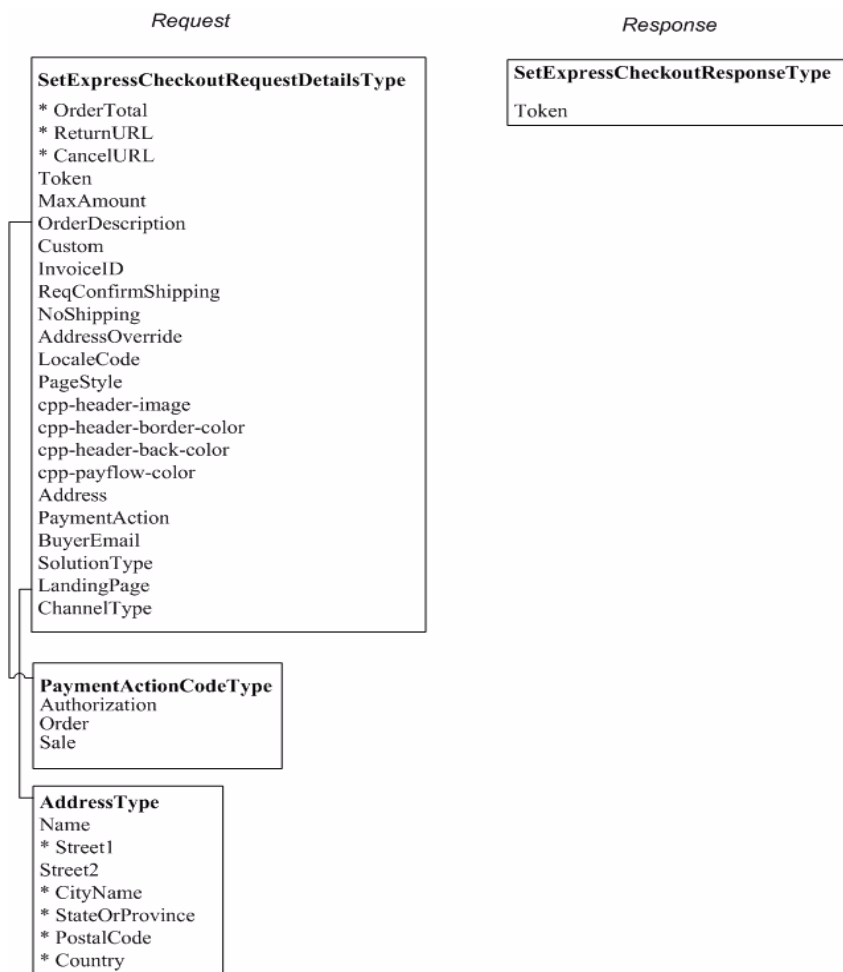 Request
Response
SetExpressCheckoutRequestDetailsType
* OrderTotal
* ReturnURL
* CancelURL
Token
MaxAmount
OrderDescription
Custom
InvoiceID
ReqConfirmShipping
NoShipping
AddressOverride
LocaleCode
PageStyle
cpp-header-image
cpp-header-border-color
cpp-header-back-color
cpp-payflow-color
Address
PaymentAction
BuyerEmail
SolutionType
LandingPage
ChannelType
SetExpressCheckoutResponseType
Token
PaymentActionCodeType
Authorization
Order
Sale
AddressType
Name
* Street1
Street2
* CityName
* StateOrProvince
* PostalCode
* Country